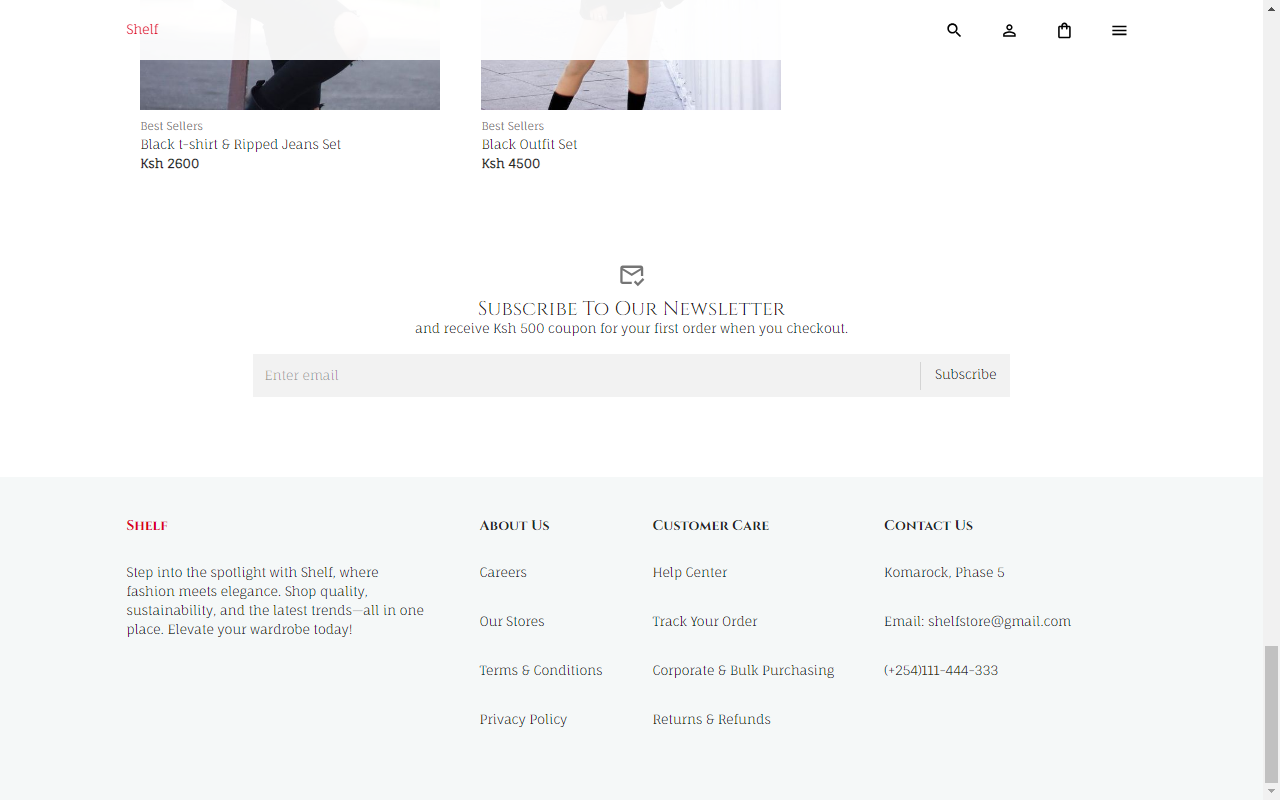 Shelf
Best Sellers
Black t-shirt & Ripped Jeans Set
Ksh 2600
Best Sellers
Black Outfit Set
Ksh 4500
Subscribe To Our Newsletter
and receive Ksh 500 coupon for your first order when you checkout.
Enter email
Subscribe
Shelf
Step into the spotlight with Shelf, where
fashion meets elegance. Shop quality,
sustainability, and the latest trends—all in one
place. Elevate your wardrobe today!
About Us
Careers
Our Stores
Terms & Conditions
Privacy Policy
Customer Care
Help Center
Track Your Order
Corporate & Bulk Purchasing
Returns & Refunds
Contact Us
Komarock, Phase 5
Email: shelfstore@gmail.com
(+254)111-444-333